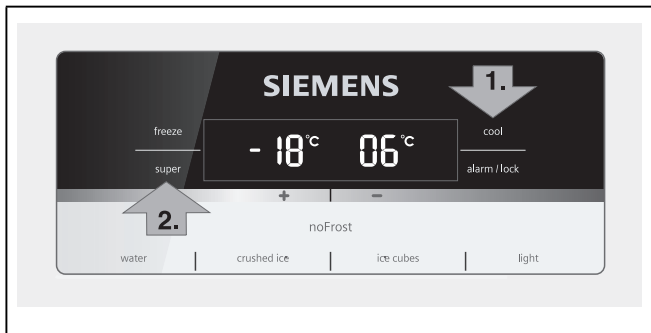 SIEMENS
1.
freeze
cool
- 18°C 06°C
super
alarm / lock
+ -
2.
noFrost
water crushed ice ice cubes light